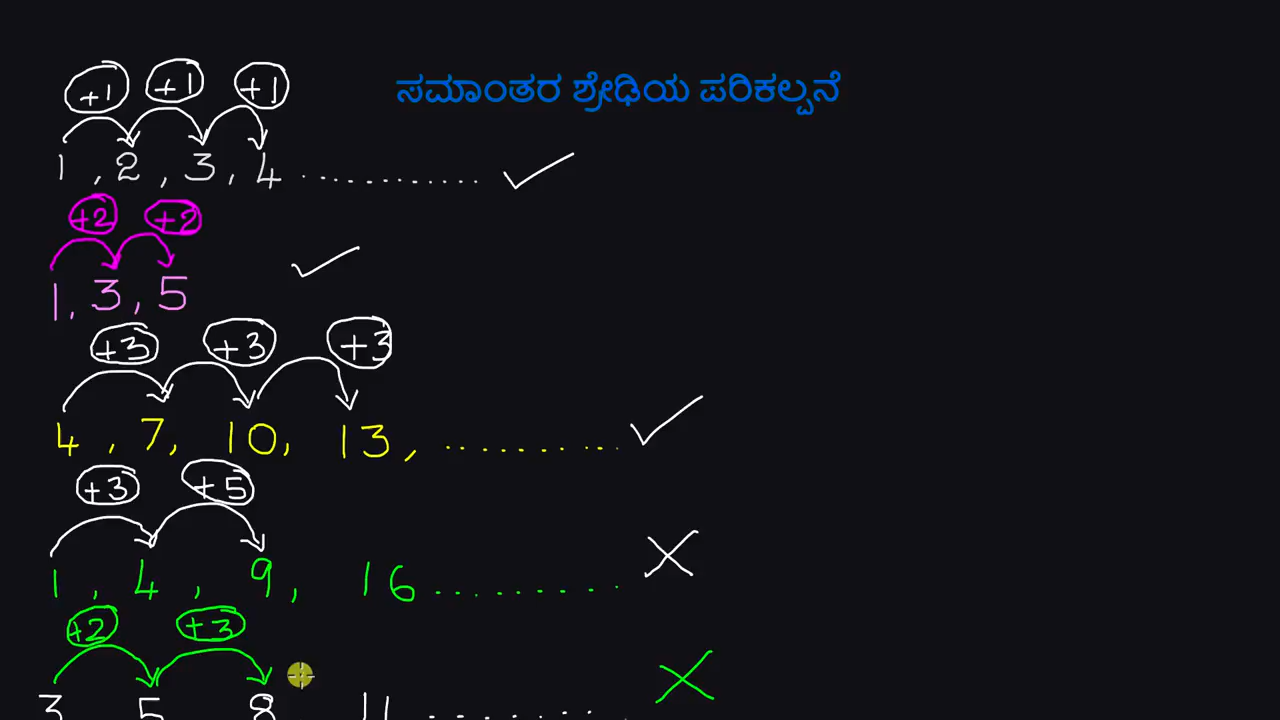 ಸಮಾಂತರ ಶ್ರೇಢಿಯ ಪರಿಕಲ್ಪನೆ
+1 +1 +1
1 , 2 , 3 , 4 ............
+2 +2
1, 3 , 5
+3 +3 +3
4 , 7, 10, 13, ..........
+3 +5
1 , 4 , 9 , 16 ..........
+2 +3
3 5 8 11 ..........